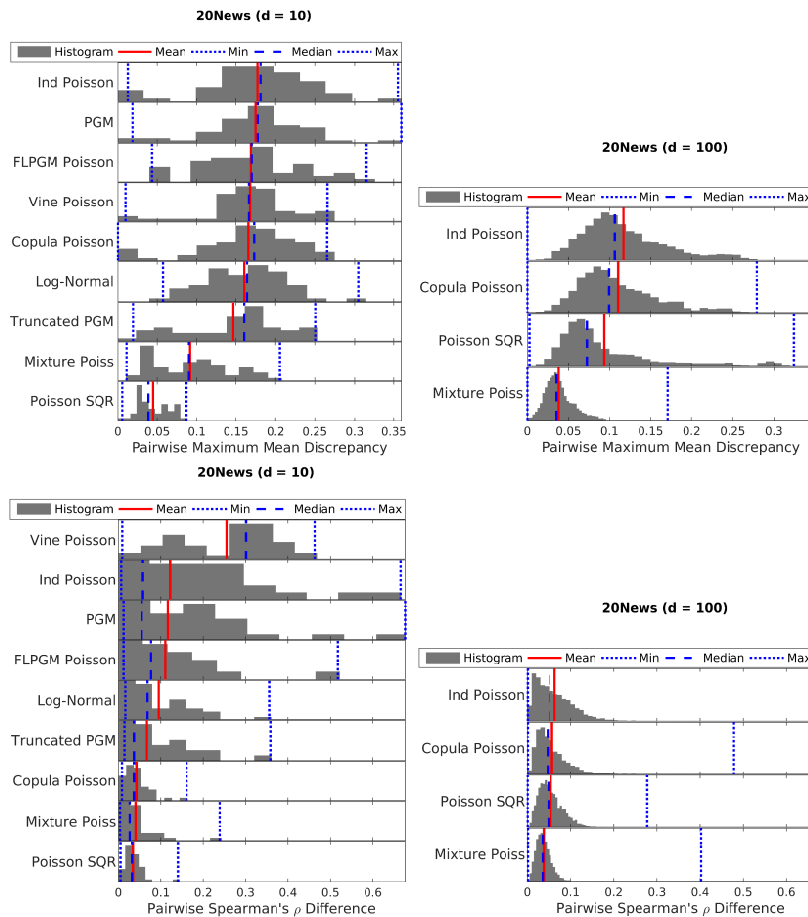 20News (d = 10)
Histogram Mean Min Median Max
Ind Poisson
PGM
FLPGM Poisson
Vine Poisson
Copula Poisson
Log-Normal
Truncated PGM
Mixture Poiss
Poisson SQR
0 0.05 0.1 0.15 0.2 0.25 0.3 0.35
Pairwise Maximum Mean Discrepancy
20News (d = 100)
Histogram Mean Min Median Max
Ind Poisson
Copula Poisson
Poisson SQR
Mixture Poiss
0 0.05 0.1 0.15 0.2 0.25 0.3
Pairwise Maximum Mean Discrepancy
20News (d = 10)
Histogram Mean Min Median Max
Vine Poisson
Ind Poisson
PGM
FLPGM Poisson
Log-Normal
Truncated PGM
Copula Poisson
Mixture Poiss
Poisson SQR
0 0.1 0.2 0.3 0.4 0.5 0.6
Pairwise Spearman's ρ Difference
20News (d = 100)
Histogram Mean Min Median Max
Ind Poisson
Copula Poisson
Poisson SQR
Mixture Poiss
0 0.1 0.2 0.3 0.4 0.5 0.6
Pairwise Spearman's ρ Difference